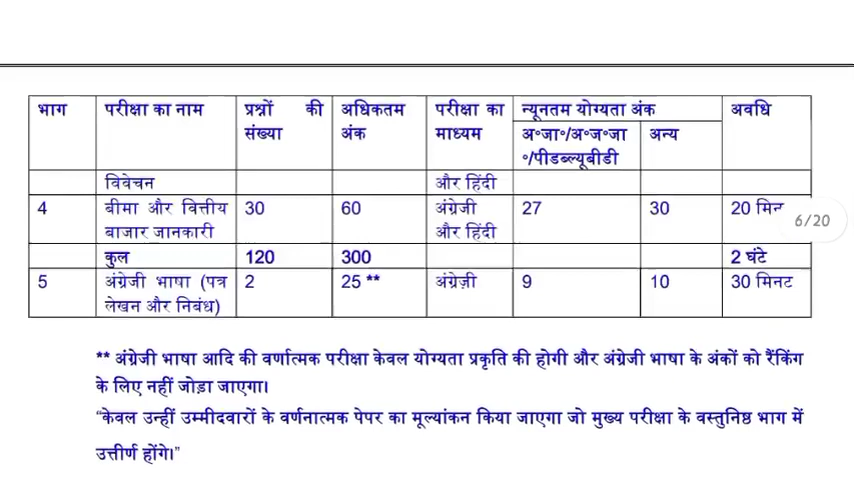 भाग परीक्षा का नाम प्रश्नों की संख्या अधिकतम अंक परीक्षा का माध्यम न्यूनतम योग्यता अंक अवधि
अ॰जा॰/अ॰ज॰जा॰/पीडब्ल्यूबीडी अन्य
विवेचन और हिंदी
4 बीमा और वित्तीय बाजार जानकारी 30 60 अंग्रेजी और हिंदी 27 30 20 मिन
6/20
कुल 120 300 2 घंटे
5 अंग्रेजी भाषा (पत्र लेखन और निबंध) 2 25 ** अंग्रेज़ी 9 10 30 मिनट
** अंग्रेजी भाषा आदि की वर्णात्मक परीक्षा केवल योग्यता प्रकृति की होगी और अंग्रेजी भाषा के अंकों को रैंकिंग
के लिए नहीं जोड़ा जाएगा।
"केवल उन्हीं उम्मीदवारों के वर्णनात्मक पेपर का मूल्यांकन किया जाएगा जो मुख्य परीक्षा के वस्तुनिष्ठ भाग में
उत्तीर्ण होंगे।"